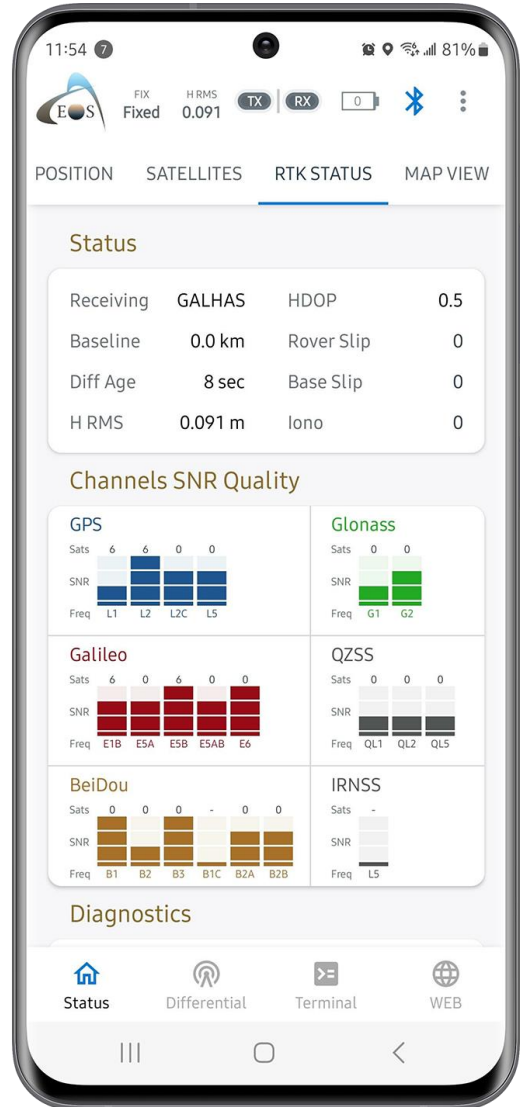 11:54 7 81%
EOS
FIX H RMS
Fixed 0.091 TX RX 0
POSITION SATELLITES RTK STATUS MAP VIEW
Status
Receiving GALHAS HDOP 0.5
Baseline 0.0 km Rover Slip 0
Diff Age 8 sec Base Slip 0
H RMS 0.091 m Iono 0
Channels SNR Quality
GPS
Sats 6 6 0 0
SNR
Freq L1 L2 L2C L5
Glonass
Sats 0 0
SNR
Freq G1 G2
Galileo
Sats 6 0 6 0 0
SNR
Freq E1B E5A E5B E5AB E6
QZSS
Sats 0 0 0
SNR
Freq QL1 QL2 QL5
BeiDou
Sats 0 0 0 - 0 0
SNR
Freq B1 B2 B3 B1C B2A B2B
IRNSS
Sats -
SNR
Freq L5
Diagnostics
Status Differential Terminal WEB